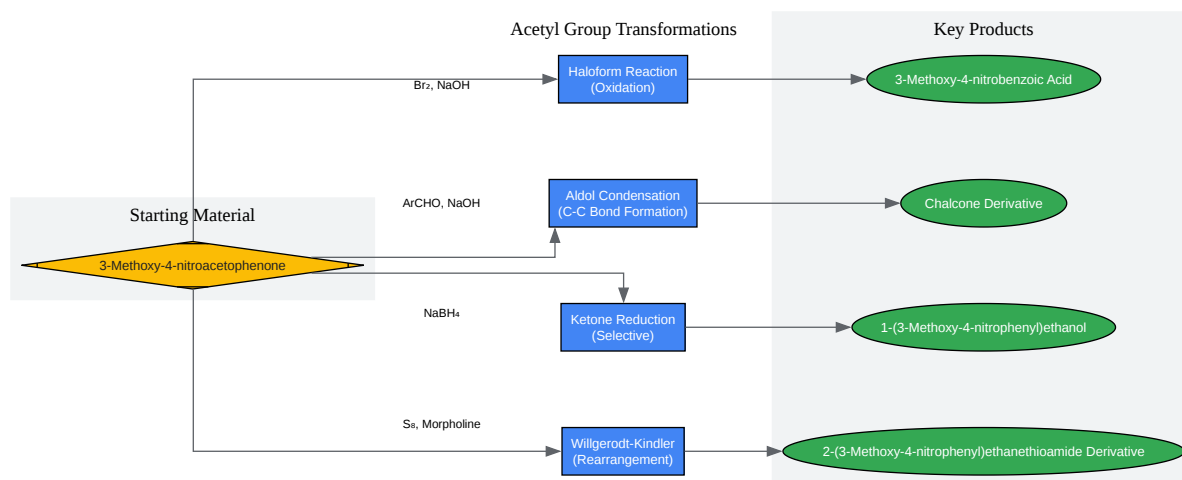 Acetyl Group Transformations
Key Products
Haloform Reaction
(Oxidation)
Br₂, NaOH
3-Methoxy-4-nitrobenzoic Acid
Aldol Condensation
(C-C Bond Formation)
ArCHO, NaOH
Chalcone Derivative
Starting Material
3-Methoxy-4-nitroacetophenone
NaBH₄
Ketone Reduction
(Selective)
1-(3-Methoxy-4-nitrophenyl)ethanol
S₈, Morpholine
Willgerodt-Kindler
(Rearrangement)
2-(3-Methoxy-4-nitrophenyl)ethanethioamide Derivative